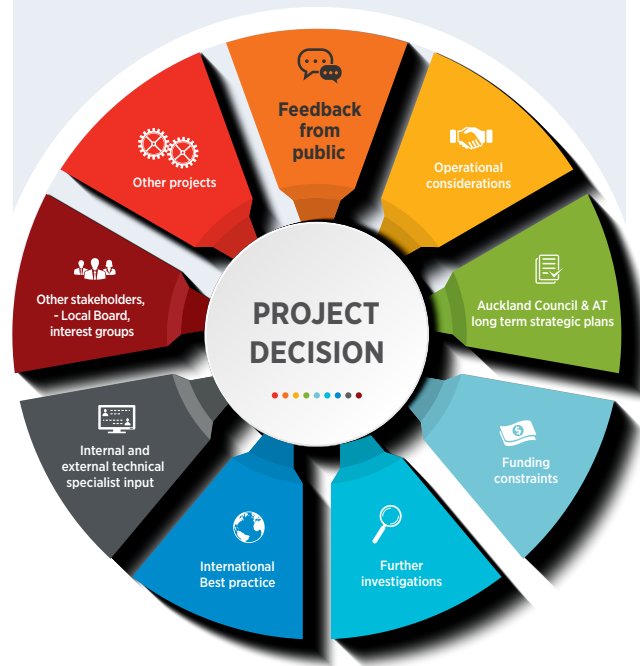 Feedback
from
public
Operational
considerations
Auckland Council & AT
long term strategic plans
Funding
constraints
Further
investigations
International
Best practice
Internal and
external technical
specialist input
Other stakeholders,
- Local Board,
interest groups
Other projects
PROJECT
DECISION